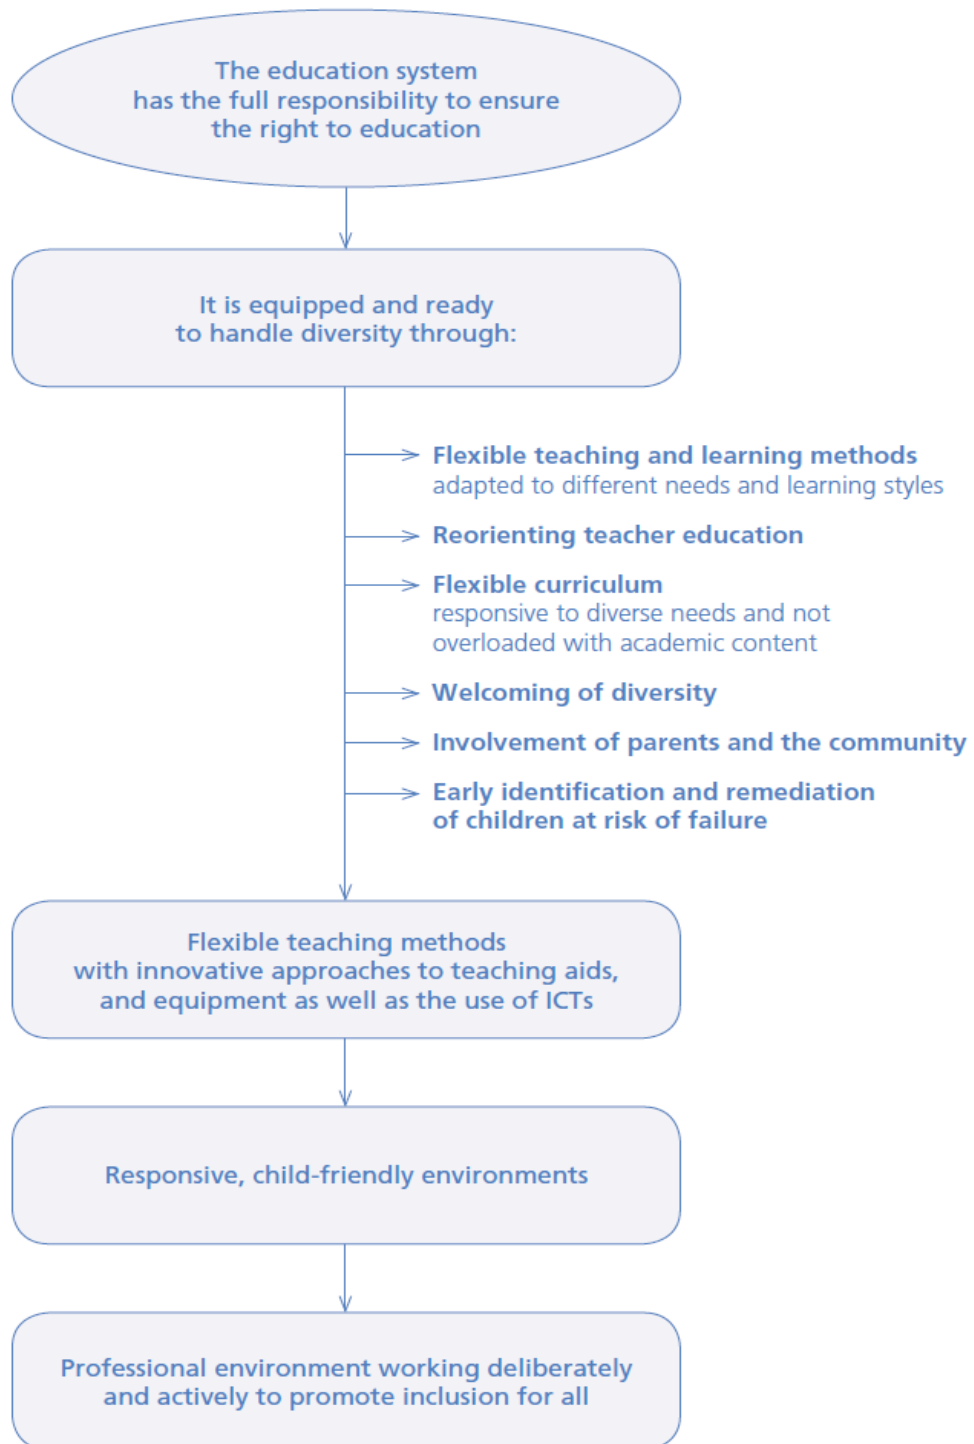 The education system
has the full responsibility to ensure
the right to education
It is equipped and ready
to handle diversity through:
Flexible teaching and learning methods
adapted to different needs and learning styles
Reorienting teacher education
Flexible curriculum
responsive to diverse needs and not
overloaded with academic content
Welcoming of diversity
Involvement of parents and the community
Early identification and remediation
of children at risk of failure
Flexible teaching methods
with innovative approaches to teaching aids,
and equipment as well as the use of ICTs
Responsive, child-friendly environments
Professional environment working deliberately
and actively to promote inclusion for all